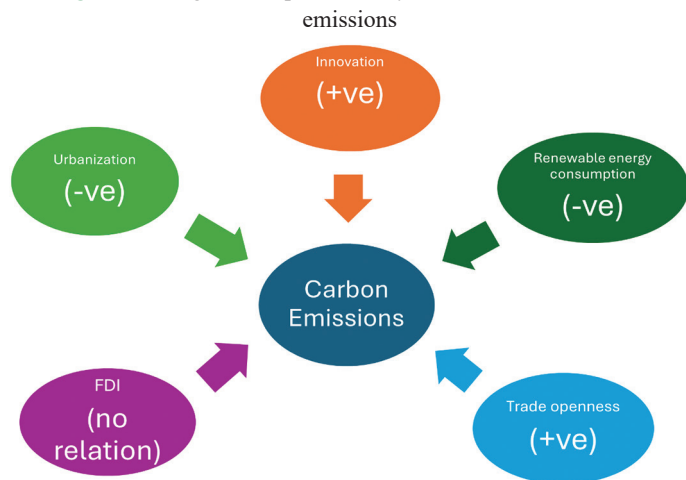 emissions
Innovation
(+ve)
Urbanization
(-ve)
Renewable energy
consumption
(-ve)
Carbon
Emissions
FDI
(no
relation)
Trade openness
(+ve)